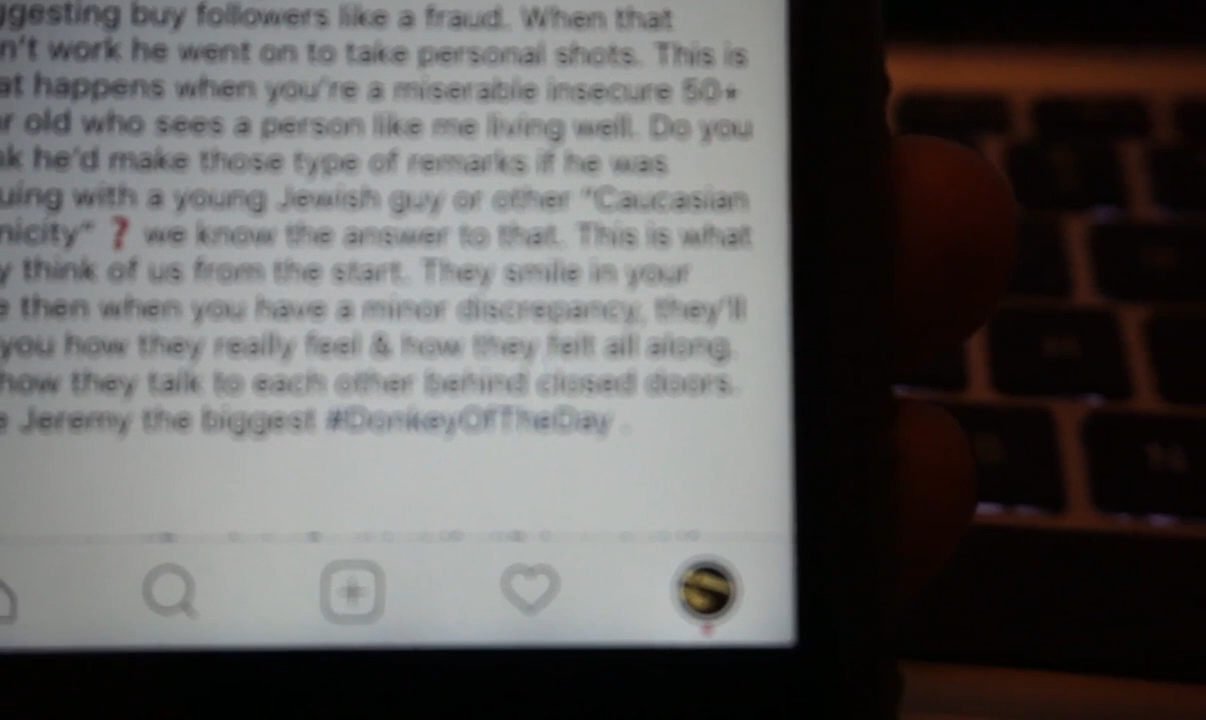 ggesting buy followers like a fraud. When that
n't work he went on to take personal shots. This is
at happens when you're a miserable insecure 50+
r old who sees a person like me living well. Do you
nk he'd make those type of remarks if he was
uing with a young Jewish guy or other "Caucasian
nicity" ❓ we know the answer to that. This is what
y think of us from the start. They smile in your
e then when you have a minor discrepancy, they'll
you how they really feel & how they felt all along.
how they talk to each other behind closed doors.
e Jeremy the biggest #DonkeyOfTheDay .